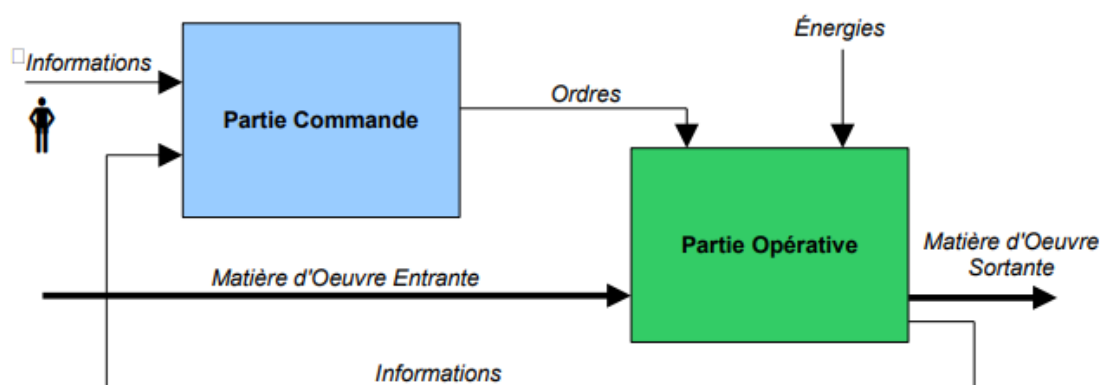 Énergies
Informations
Ordres
Partie Commande
Partie Opérative
Matière d'Oeuvre
Sortante
Matière d'Oeuvre Entrante
Informations